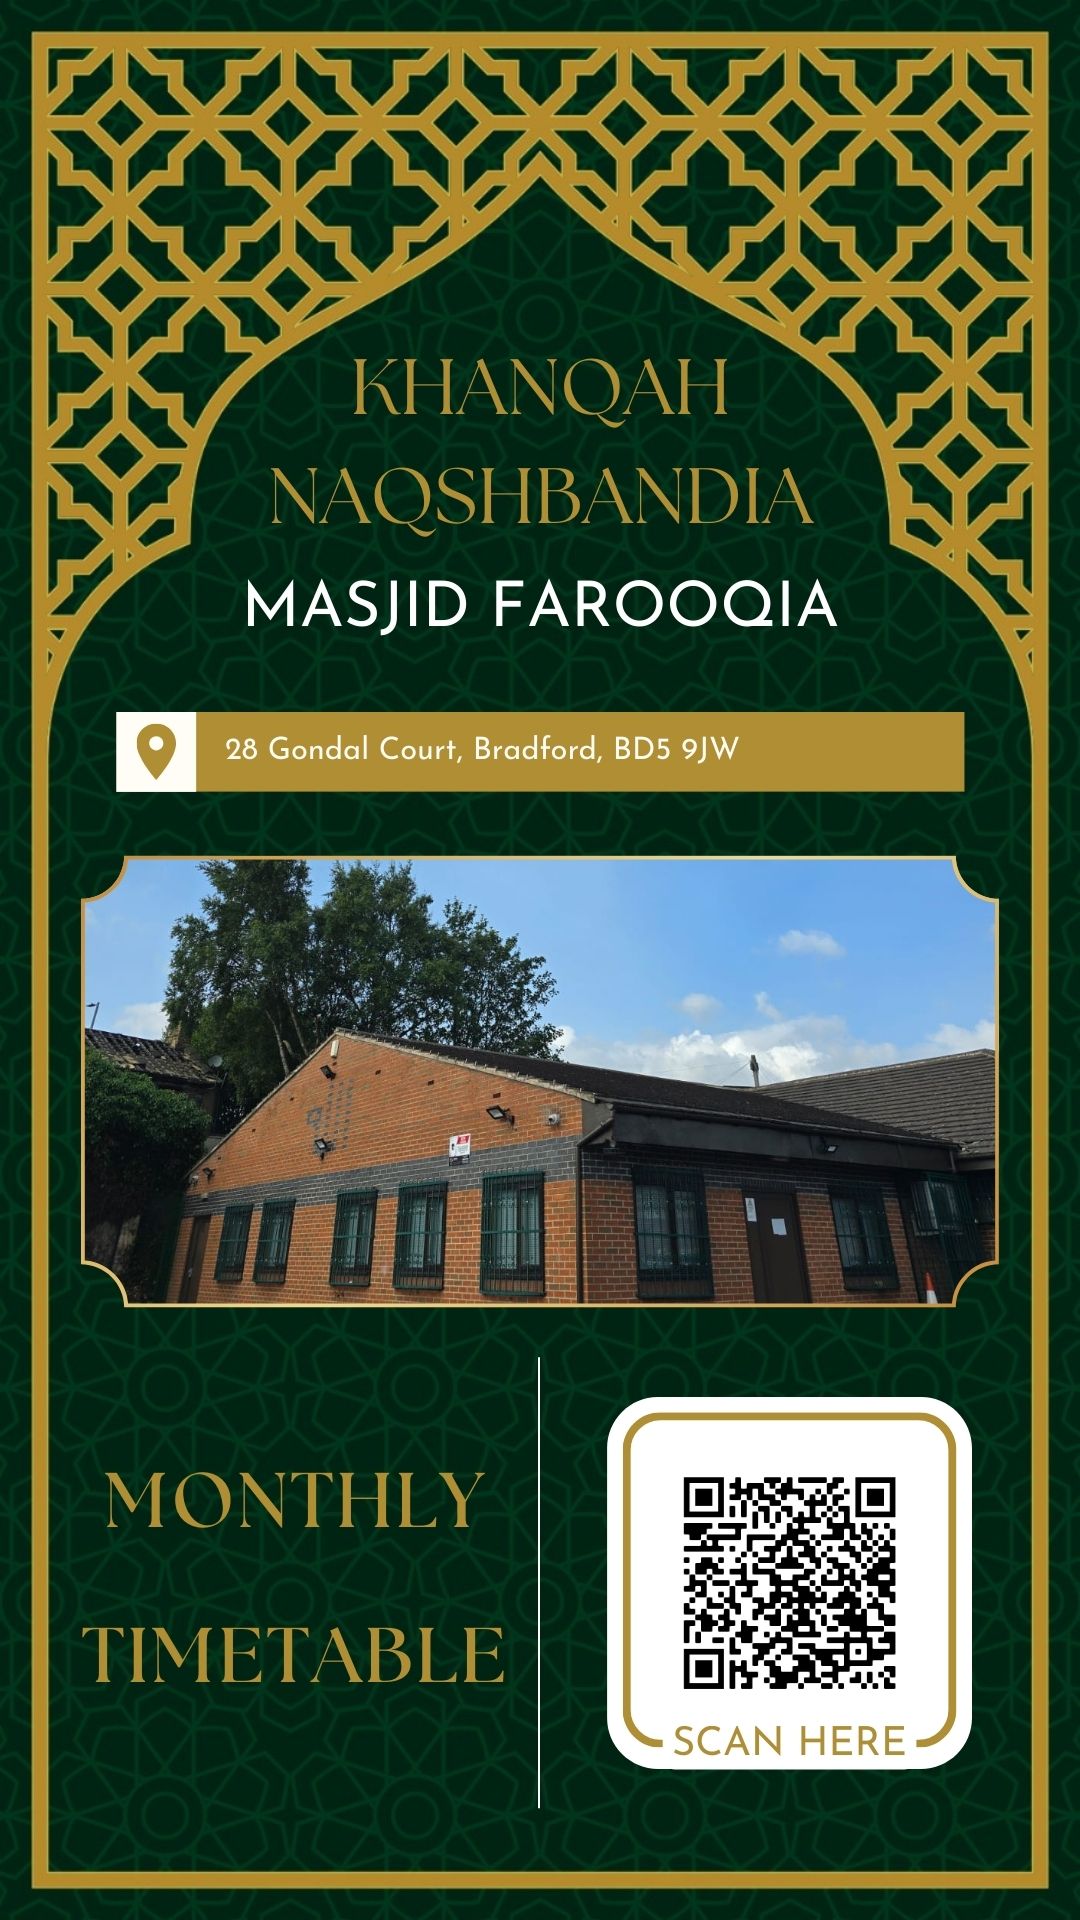 KHANQAH
NAQSHBANDIA
MASJID FAROOQIA
28 Gondal Court, Bradford, BD5 9JW
MONTHLY
TIMETABLE
SCAN HERE